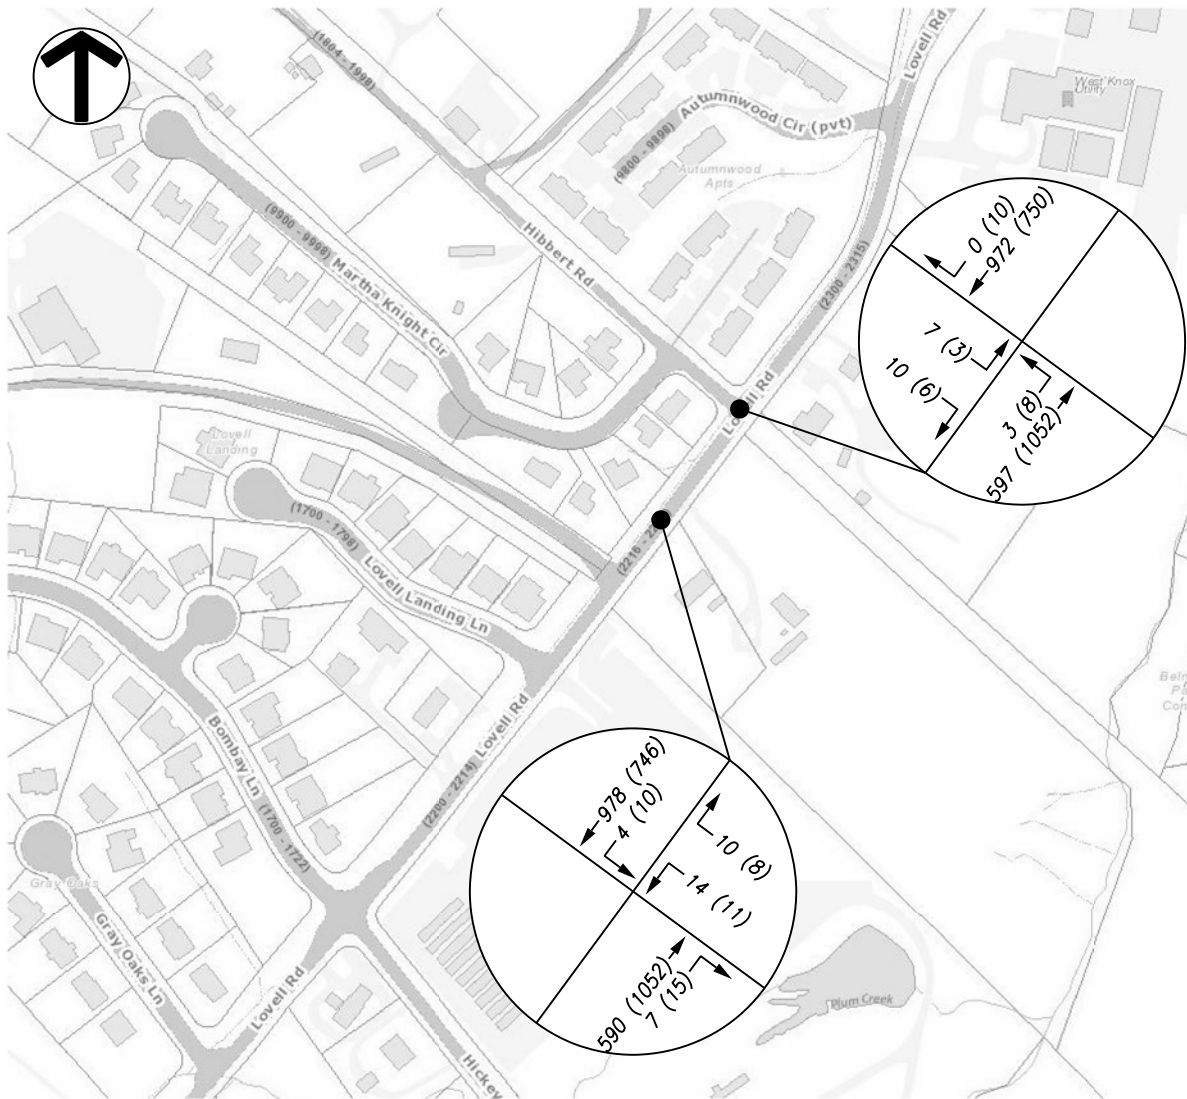 (1804 - 1998)
Lovell Rd
West Knox
Utility
Autumnwood Cir (pvt)
(9800 - 9898)
Autumnwood
Apts
(9900 - 9998) Martha Knight Cir
Hibbert Rd
(2300 - 2315)
0 (10)
972 (750)
7 (3)
10 (6)
3 (8)
597 (1052)
Lovell
Landing
(1700 - 1798)
Lovell Landing Ln
Bombay Ln
(1700 - 1722)
(2200 - 2214) Lovell Rd
978 (746)
4 (10)
10 (8)
14 (11)
590 (1052)
7 (15)
Gray Oaks
Gray Oaks Ln
Lovell Rd
Plum Creek
Hickey